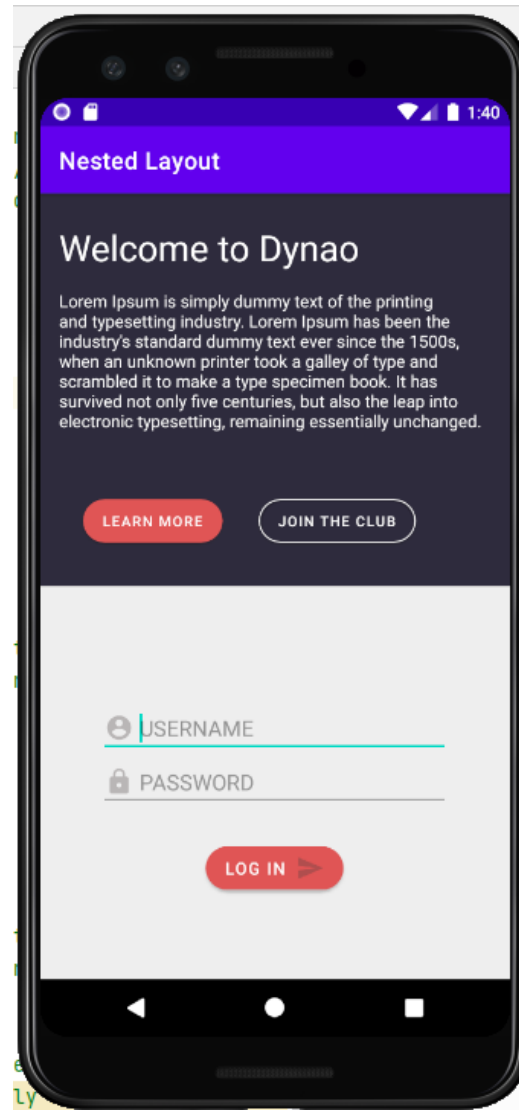 1:40
Nested Layout
Welcome to Dynao
Lorem Ipsum is simply dummy text of the printing
and typesetting industry. Lorem Ipsum has been the
industry's standard dummy text ever since the 1500s,
when an unknown printer took a galley of type and
scrambled it to make a type specimen book. It has
survived not only five centuries, but also the leap into
electronic typesetting, remaining essentially unchanged.
LEARN MORE JOIN THE CLUB
USERNAME
PASSWORD
LOG IN
ly